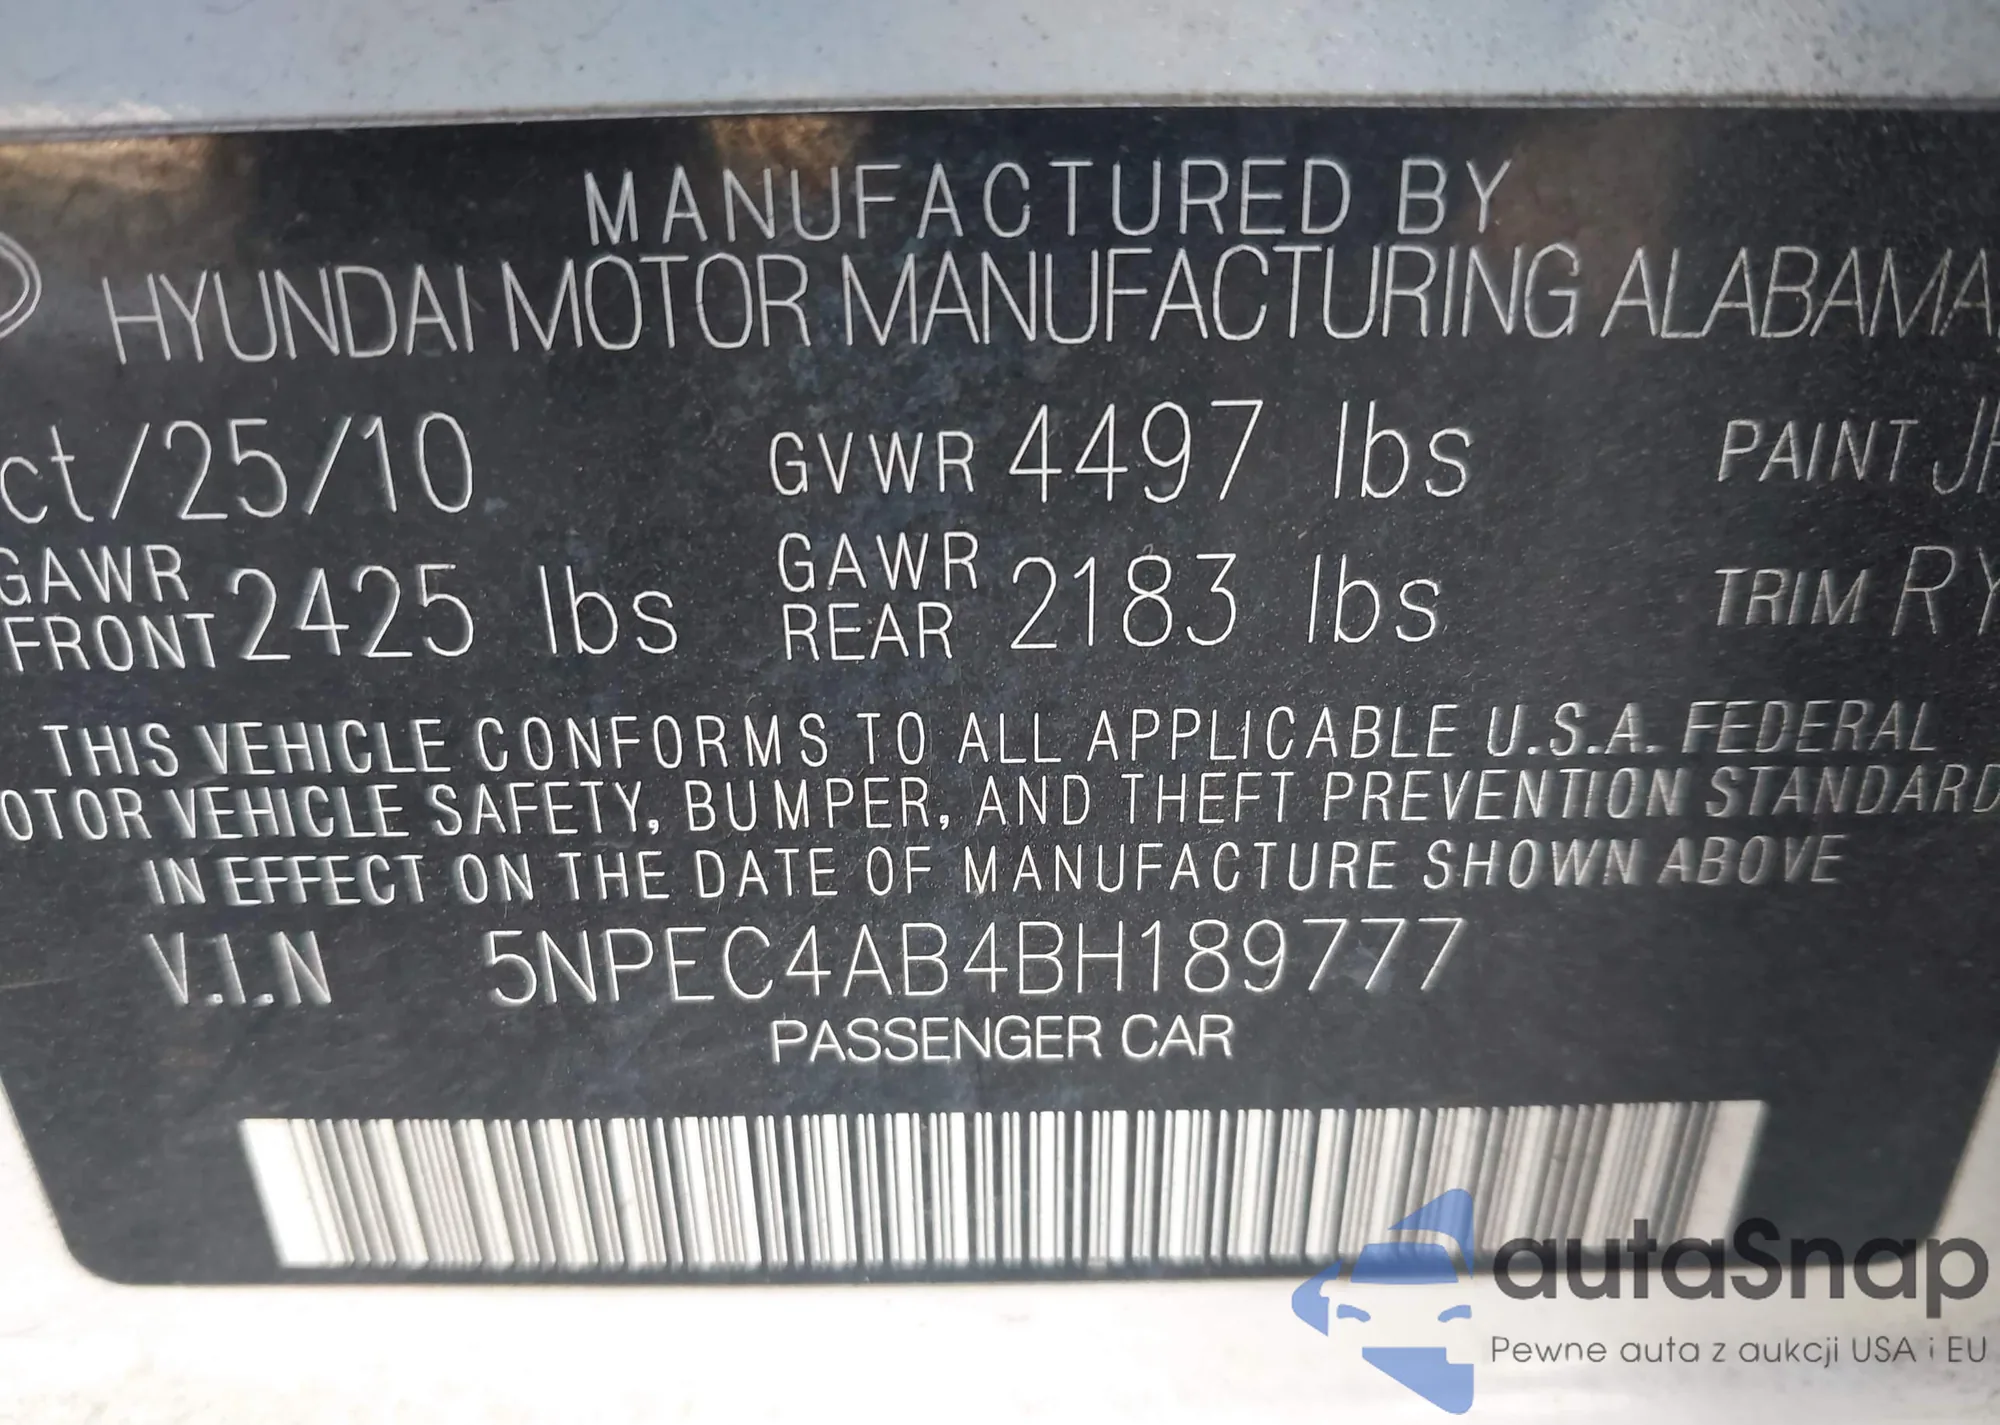 MANUFACTURED BY
HYUNDAI MOTOR MANUFACTURING ALABAMA
ct/25/10 GVWR 4497 lbs PAINT
GAWR FRONT 2425 lbs GAWR REAR 2183 lbs TRIM RY
THIS VEHICLE CONFORMS TO ALL APPLICABLE U.S.A. FEDERAL
OTOR VEHICLE SAFETY, BUMPER, AND THEFT PREVENTION STANDARD
IN EFFECT ON THE DATE OF MANUFACTURE SHOWN ABOVE
V.I.N 5NPEC4AB4BH189777
PASSENGER CAR
autoSnap
Pewne auta z aukcji USA i EU